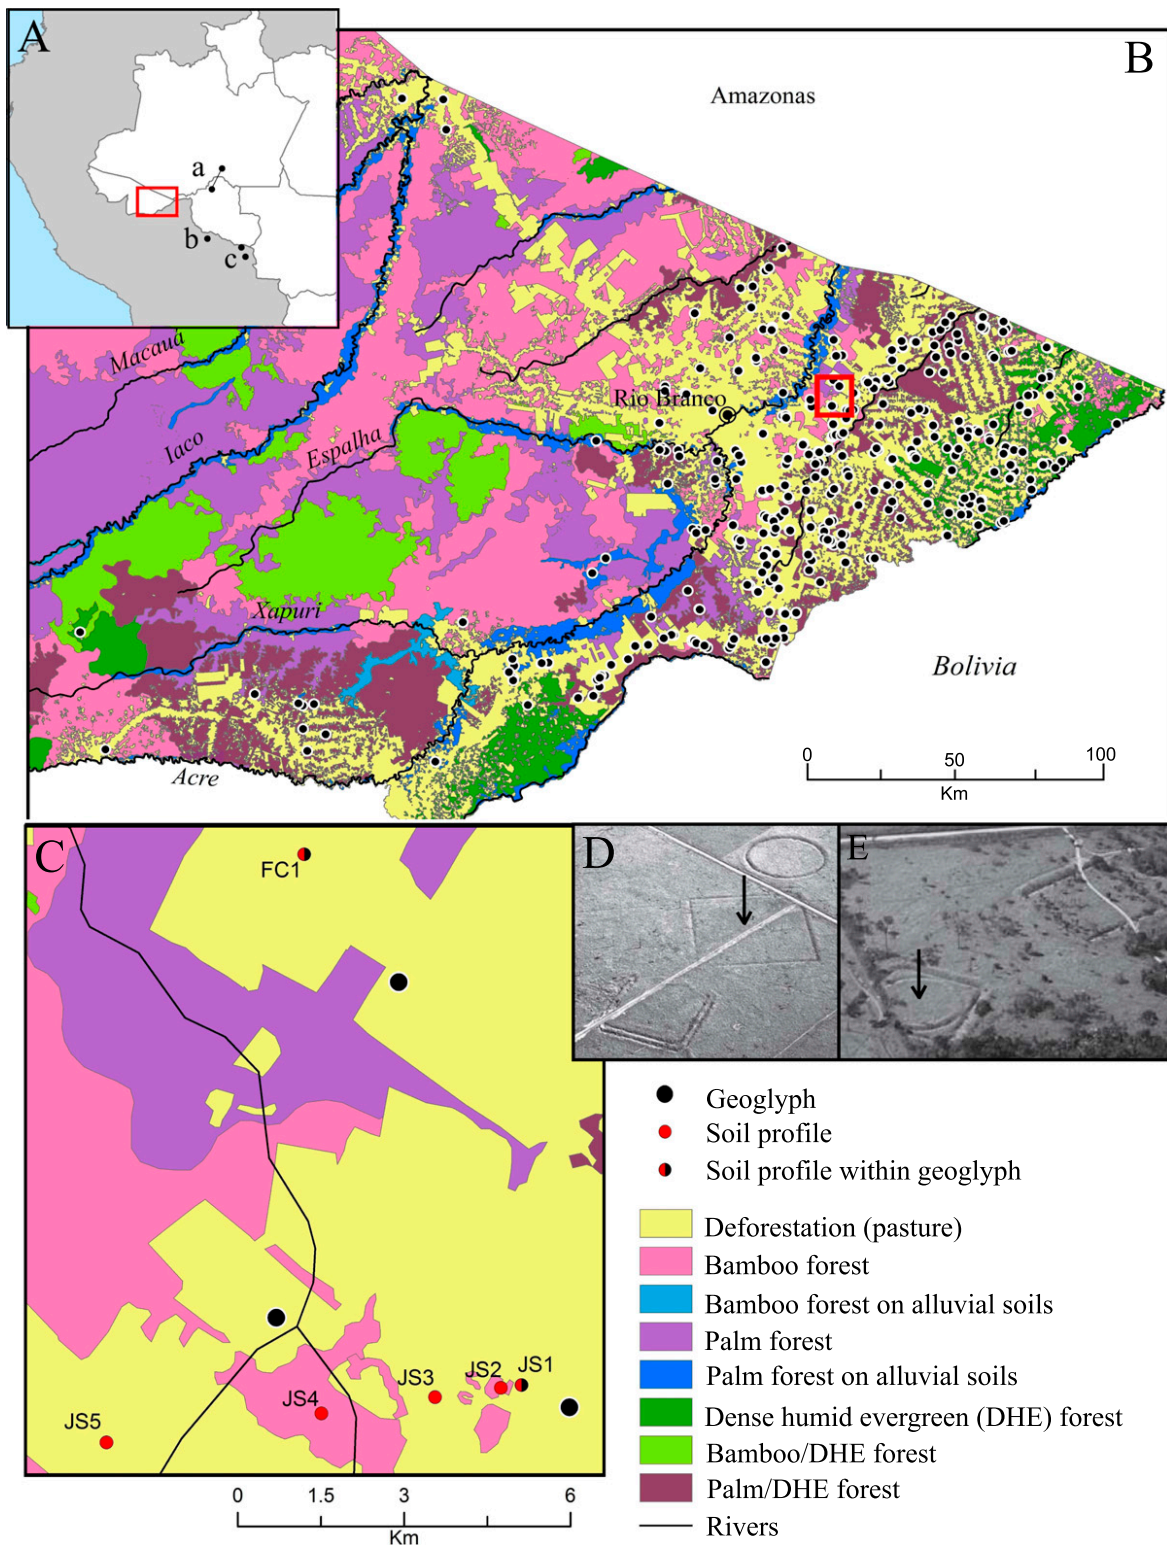 A
a
b
c
B
Amazonas
Macauã
Iaco
Espalha
Rio Branco
Xapuri
Bolivia
Acre
0 50 100
Km
C
FC1
JS1
JS2
JS3
JS4
JS5
0 1.5 3 6
Km
D
E
Geoglyph
Soil profile
Soil profile within geoglyph
Deforestation (pasture)
Bamboo forest
Bamboo forest on alluvial soils
Palm forest
Palm forest on alluvial soils
Dense humid evergreen (DHE) forest
Bamboo/DHE forest
Palm/DHE forest
Rivers